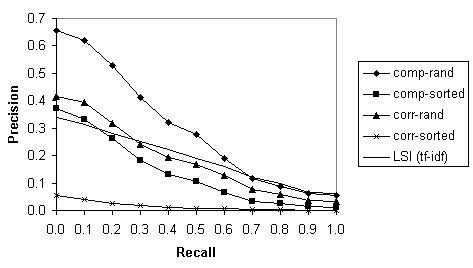 0.7
0.6
0.5
0.4
0.3
0.2
0.1
0.0
Precision
0.0 0.1 0.2 0.3 0.4 0.5 0.6 0.7 0.8 0.9 1.0
Recall
comp-rand
comp-sorted
corr-rand
corr-sorted
LSI (tf-idf)